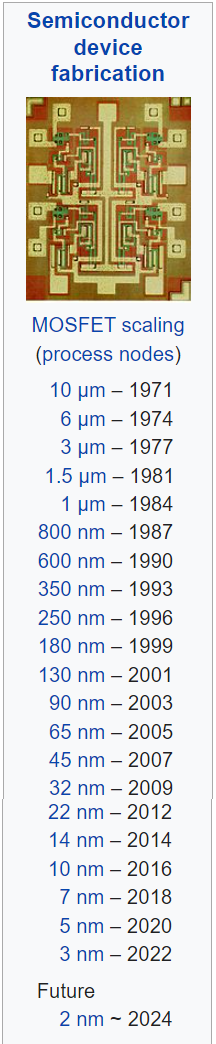 Semiconductor
device
fabrication
MOSFET scaling
(process nodes)
10 μm – 1971
6 μm – 1974
3 μm – 1977
1.5 μm – 1981
1 μm – 1984
800 nm – 1987
600 nm – 1990
350 nm – 1993
250 nm – 1996
180 nm – 1999
130 nm – 2001
90 nm – 2003
65 nm – 2005
45 nm – 2007
32 nm – 2009
22 nm – 2012
14 nm – 2014
10 nm – 2016
7 nm – 2018
5 nm – 2020
3 nm – 2022
Future
2 nm ~ 2024